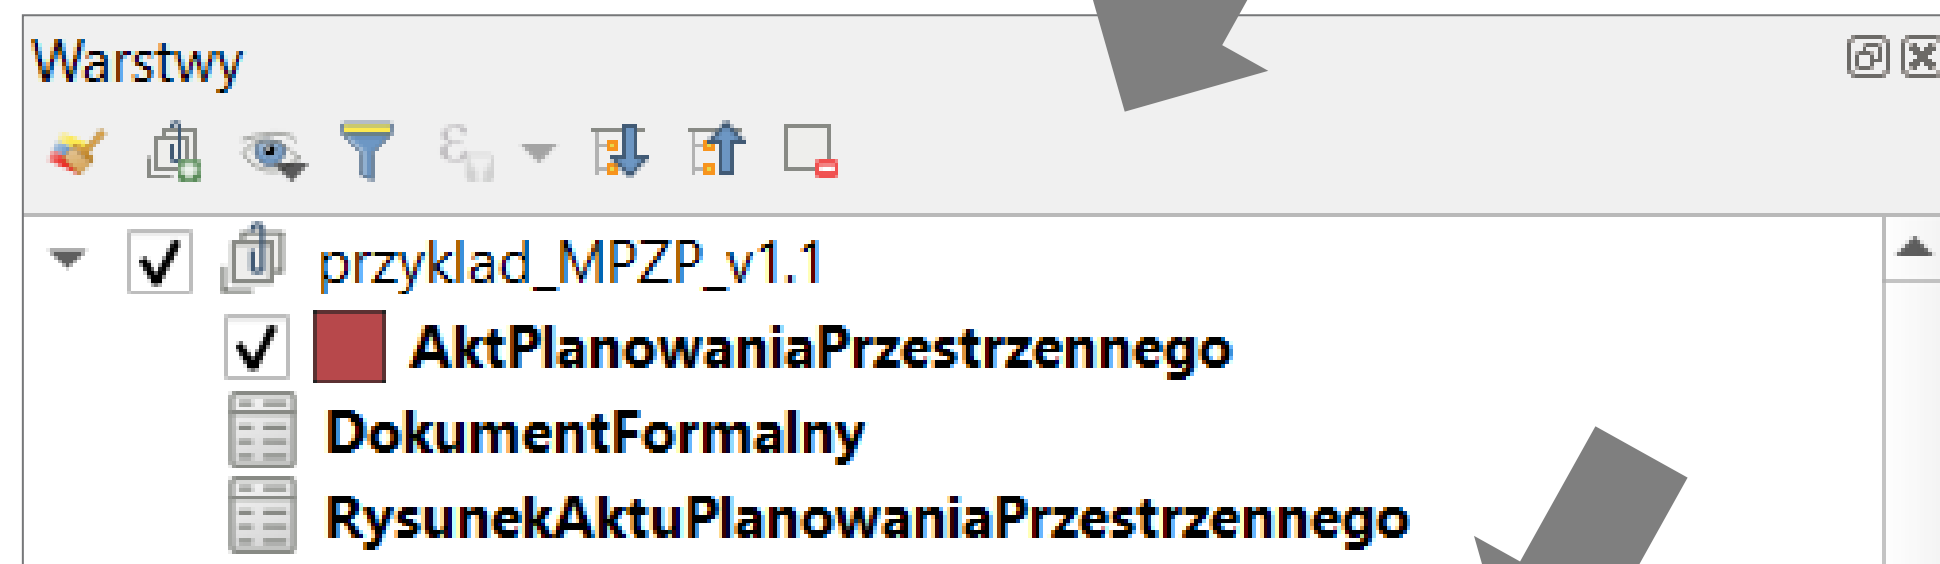 Warstwy
przyklad_MPZP_v1.1
AktPlanowaniaPrzestrzennego
DokumentFormalny
RysunekAktuPlanowaniaPrzestrzennego